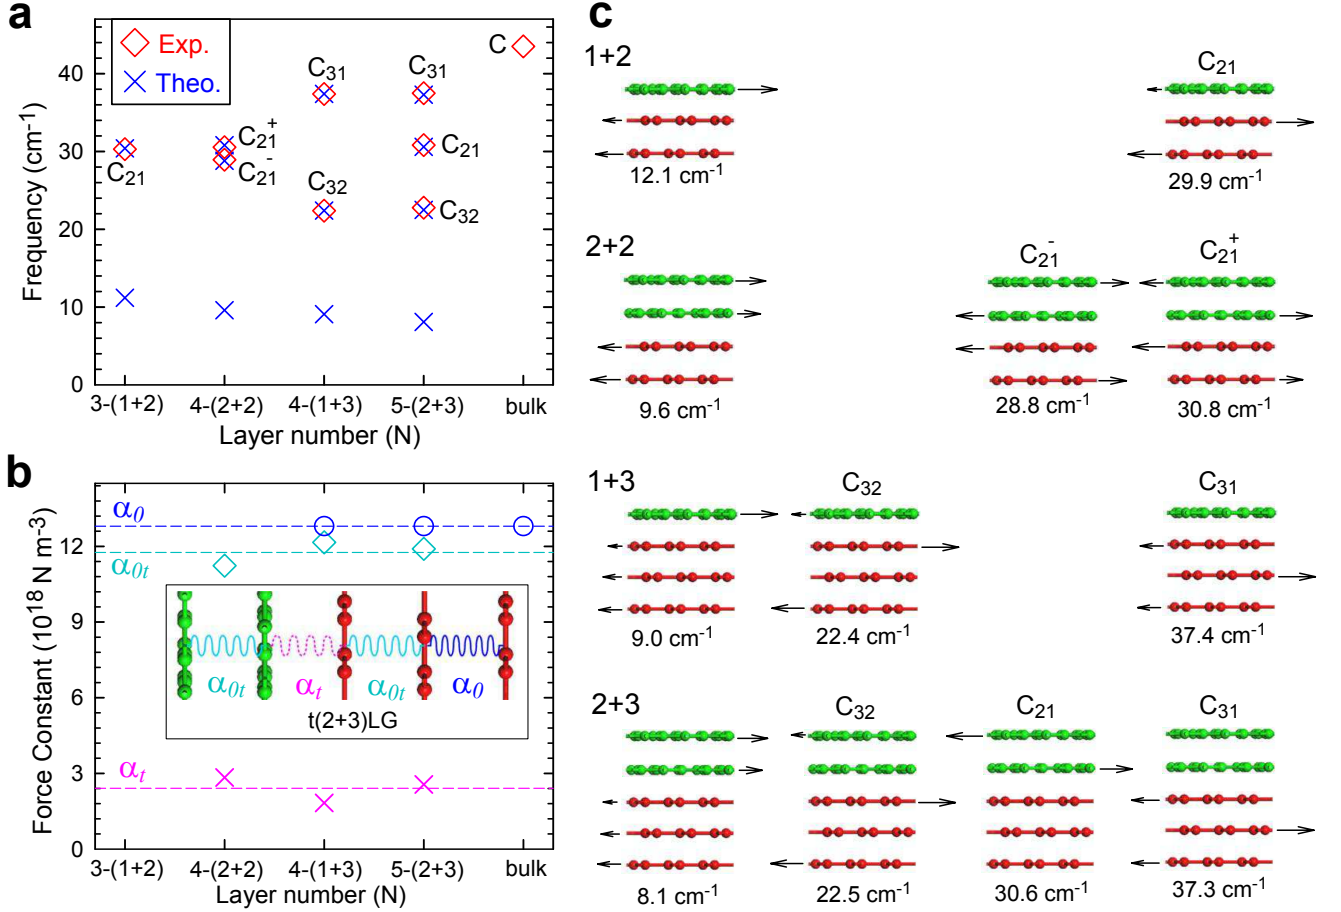 a
Exp.
Theo.
C
C31
C31
C21+
C21-
C21
C21
C32
C32
Frequency (cm-1)
40
30
20
10
0
3-(1+2) 4-(2+2) 4-(1+3) 5-(2+3) bulk
Layer number (N)
b
α0
α0t
αt
Force Constant (10^18 N m-3)
12
9
6
3
0
α0t αt α0t α0
t(2+3)LG
3-(1+2) 4-(2+2) 4-(1+3) 5-(2+3) bulk
Layer number (N)
c
1+2
C21
12.1 cm-1 29.9 cm-1
2+2
C21- C21+
9.6 cm-1 28.8 cm-1 30.8 cm-1
1+3
C32 C31
9.0 cm-1 22.4 cm-1 37.4 cm-1
2+3
C32 C21 C31
8.1 cm-1 22.5 cm-1 30.6 cm-1 37.3 cm-1